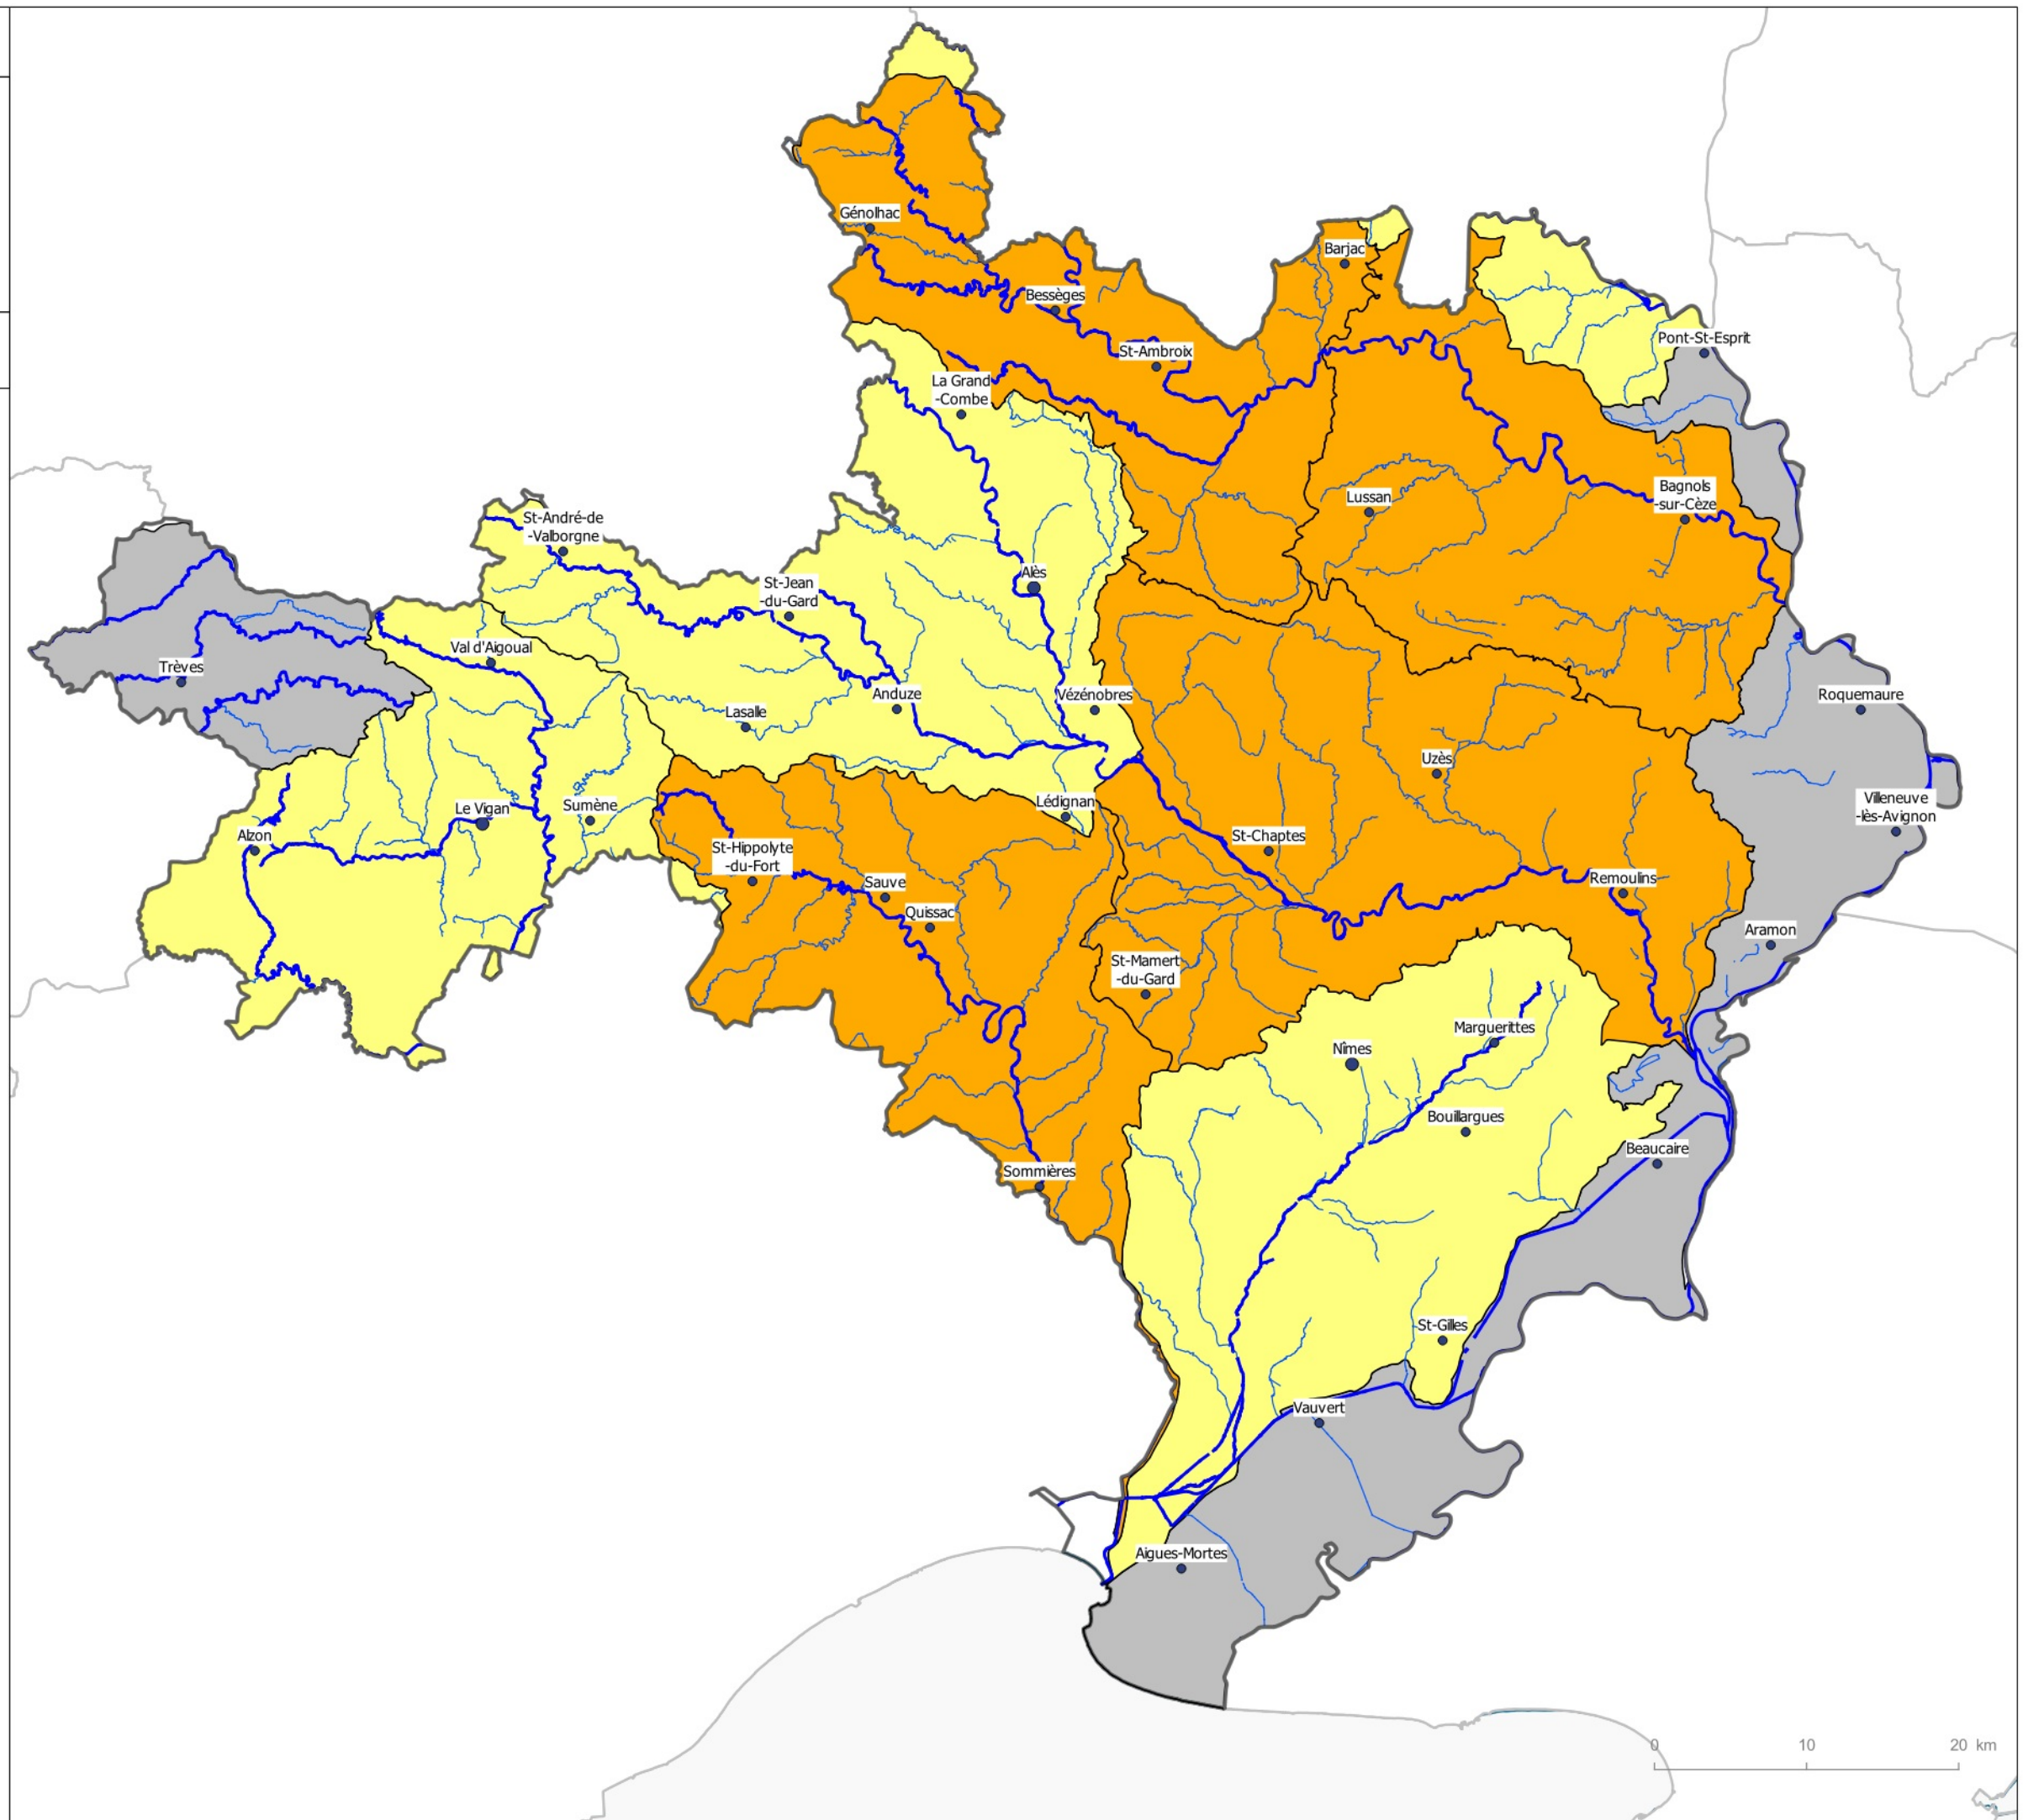 Génolhac
Barjac
Bessèges
Pont-St-Esprit
St-Ambroix
La Grand
-Combe
Lussan
Bagnols
-sur-Cèze
St-André-de
-Valborgne
Alès
St-Jean
-du-Gard
Val d'Aigoual
Trèves
Anduze
Vézénobres
Roquemaure
Lasalle
Uzès
Le Vigan
Sumène
Lédignan
Villeneuve
-lès-Avignon
Alzon
St-Chaptes
St-Hippolyte
-du-Fort
Sauve
Remoulins
Quissac
Aramon
St-Mamert
-du-Gard
Marguerittes
Nîmes
Bouillargues
Beaucaire
Sommières
St-Gilles
Vauvert
Aigues-Mortes
0 10 20 km